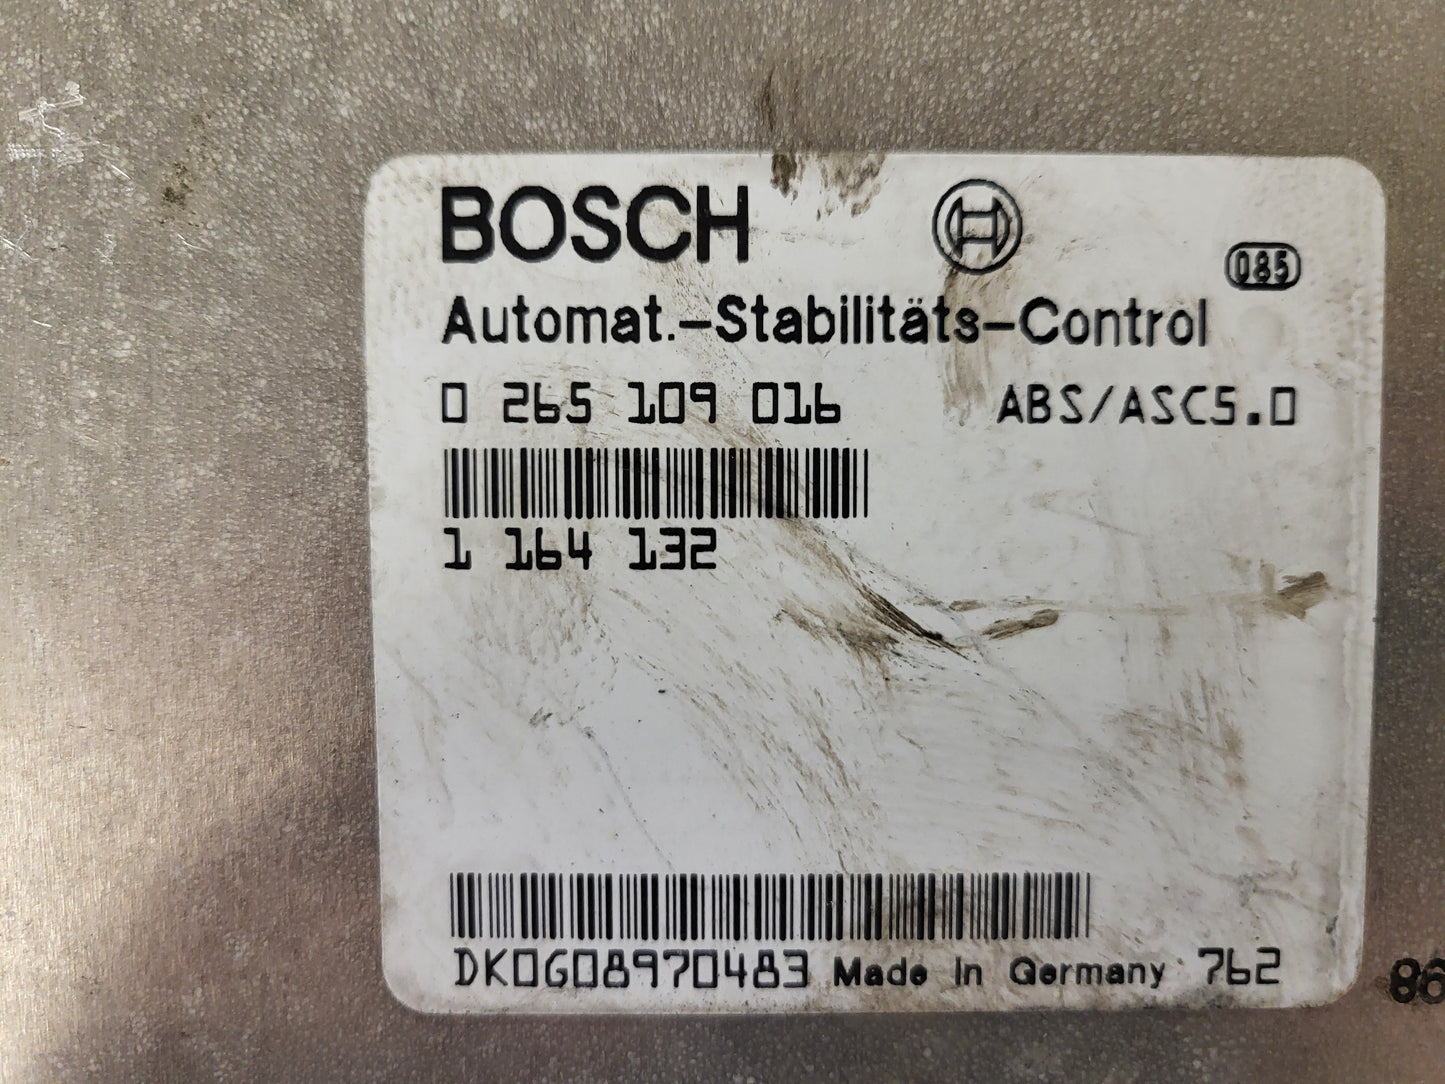 BOSCH
085
Automat.-Stabilitäts-Control
0 265 109 016 ABS/ASC5.0
1 164 132
DK0G08970483 Made in Germany 762
86